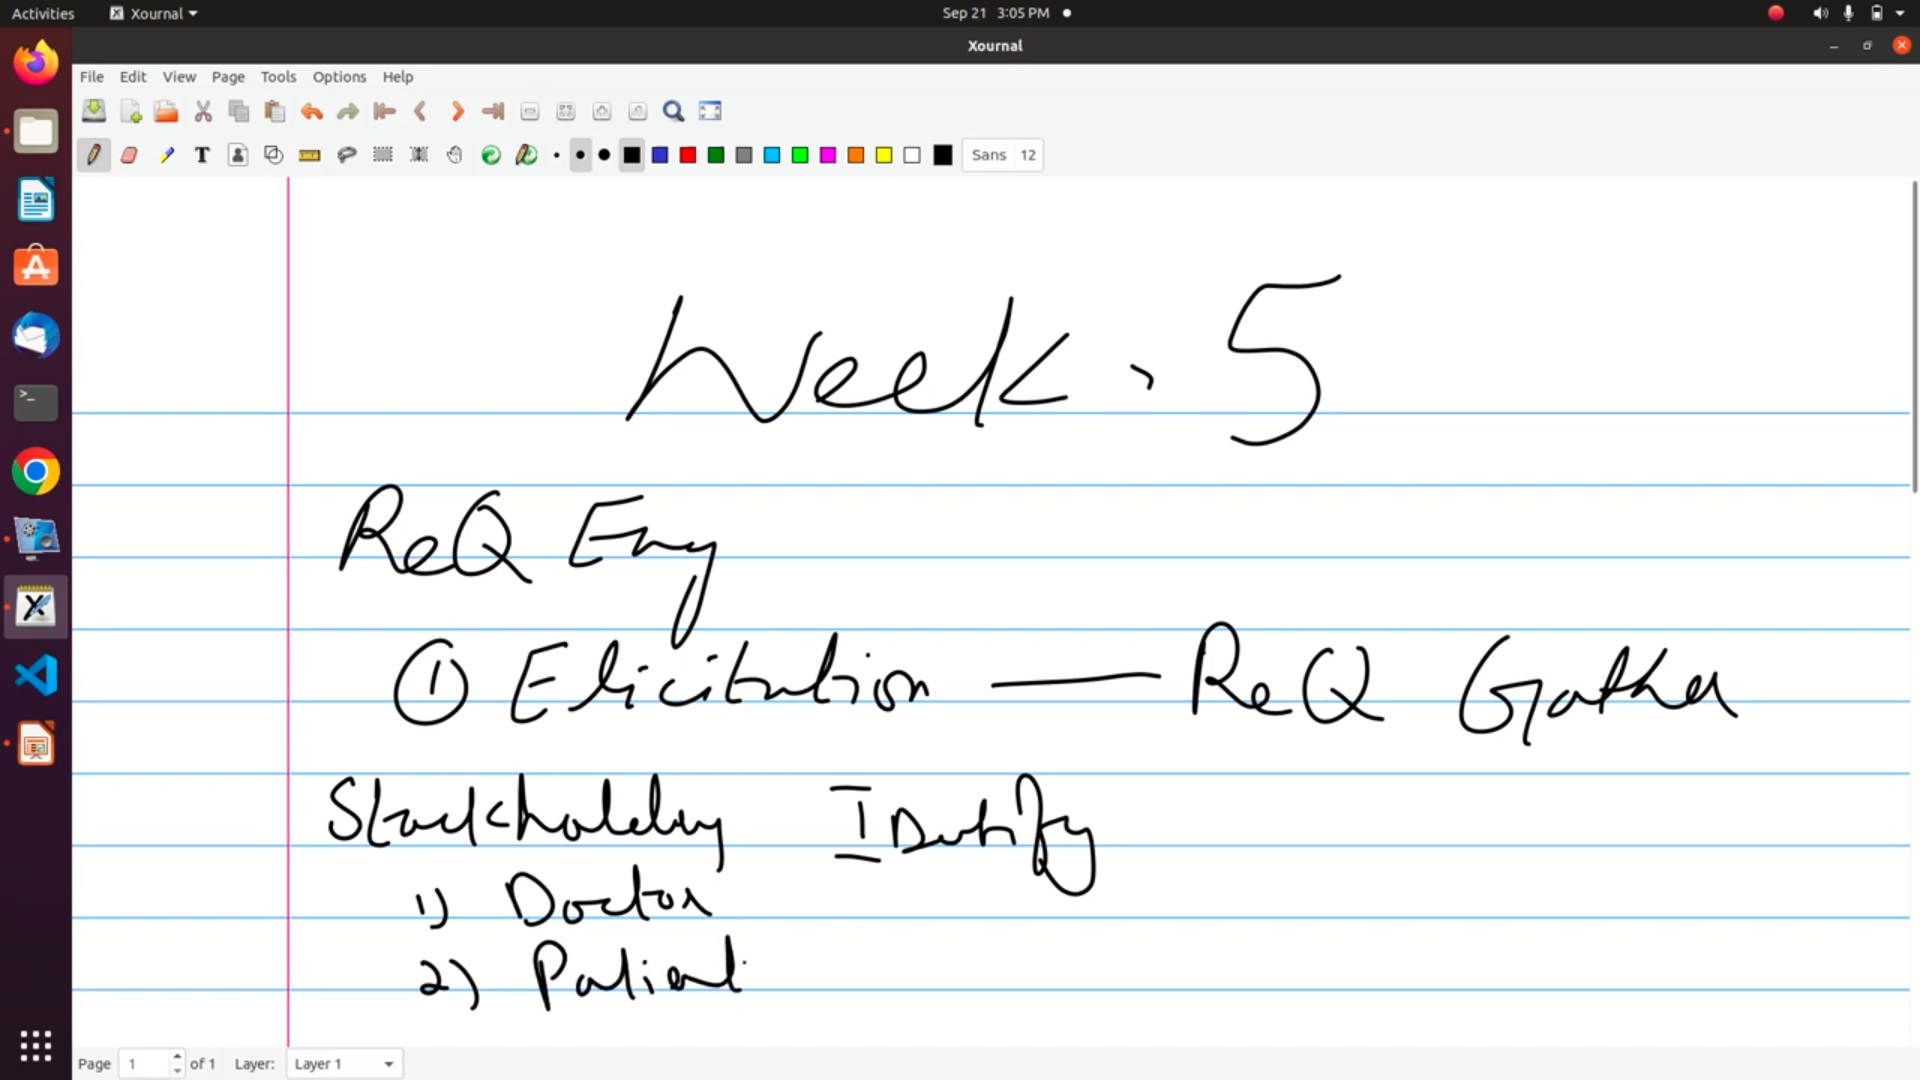 Activities Xournal Sep 21 3:05 PM
Xournal
File Edit View Page Tools Options Help
T Sans 12
Week - 5
ReQ Eng
① Elicitation — ReQ Gather
Stackholders IDentify
1) Doctor
2) Patient
Page 1 of 1 Layer: Layer 1